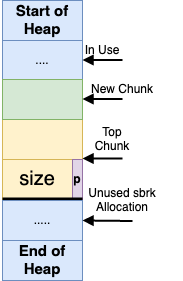 Start of
Heap
....
In Use
New Chunk
Top
Chunk
size
p
Unused sbrk
Allocation
.....
End of
Heap